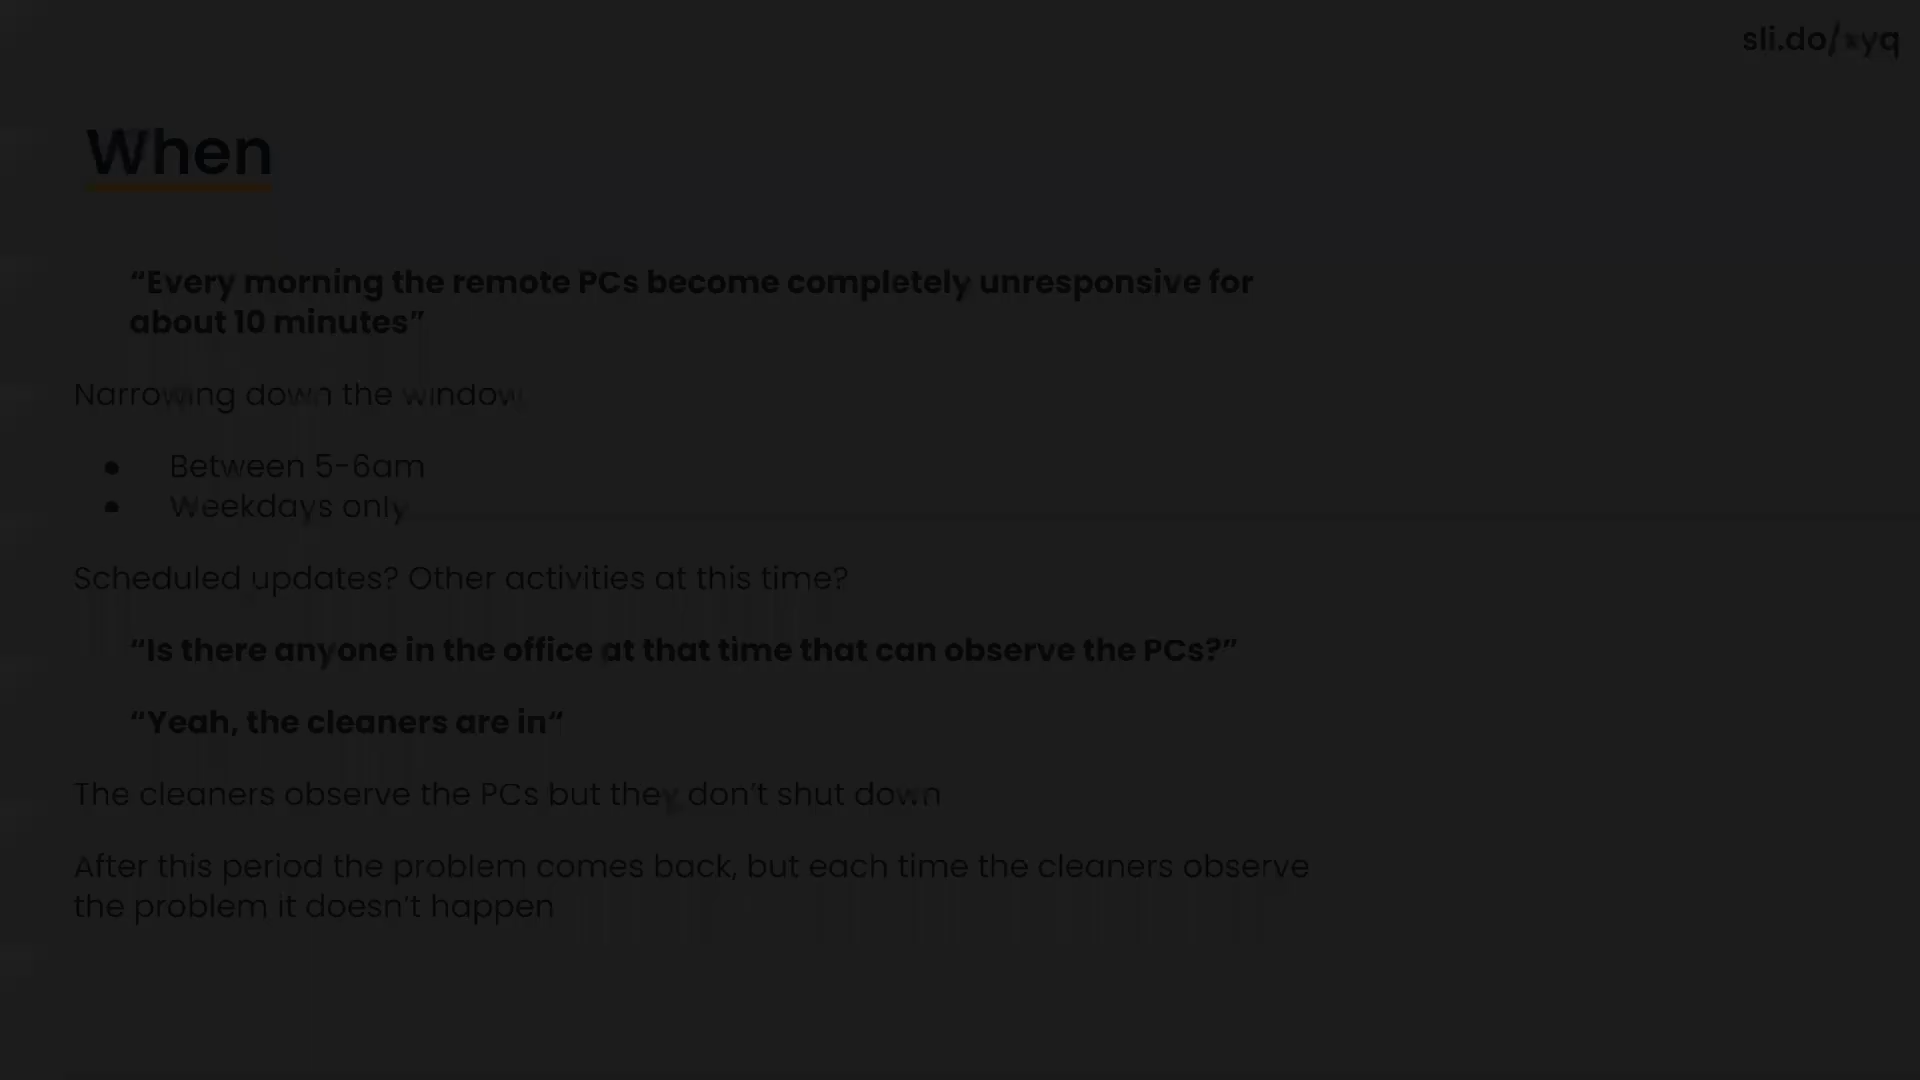 sli.do/xyq
When
“Every morning the remote PCs become completely unresponsive for
about 10 minutes”
Narrowing down the window
● Between 5-6am
● Weekdays only
Scheduled updates? Other activities at this time?
“Is there anyone in the office at that time that can observe the PCs?”
“Yeah, the cleaners are in“
The cleaners observe the PCs but they don’t shut down
After this period the problem comes back, but each time the cleaners observe
the problem it doesn’t happen